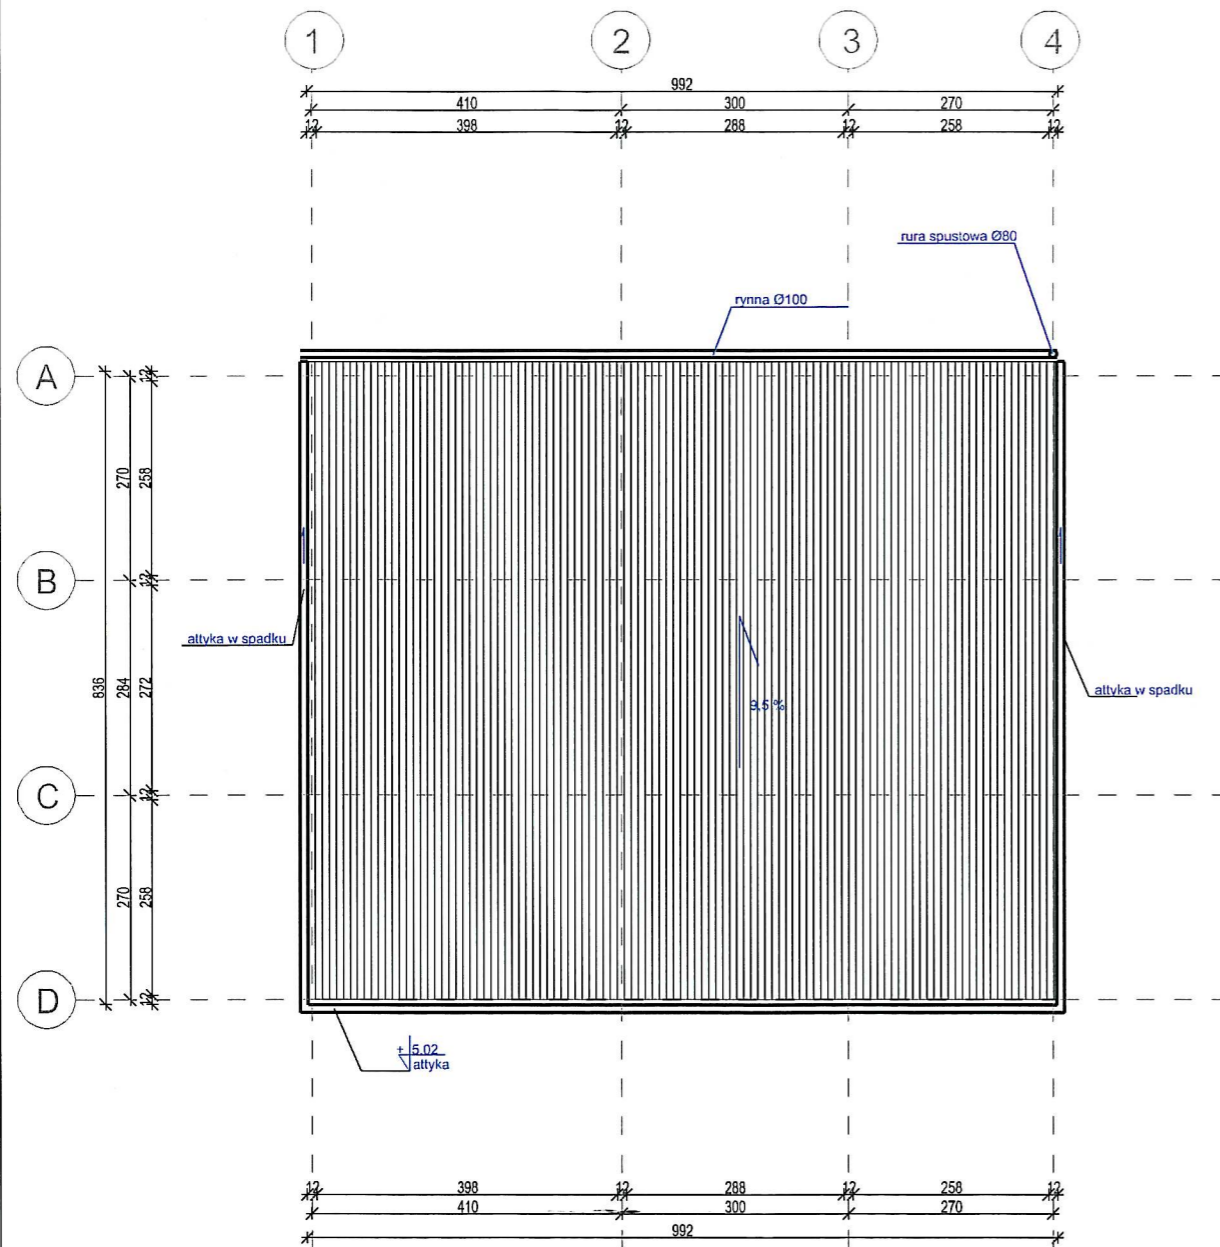 1 2 3 4
992
410 300 270
12 398 12 288 12 258 12
rura spustowa Ø80
rynna Ø100
A
12
270 258
B
12
attyka w spadku
836 284 272
9,5 %
attyka w spadku
C
12
270 258
D
12
+ 5.02
attyka
12 398 12 288 12 258 12
410 300 270
992